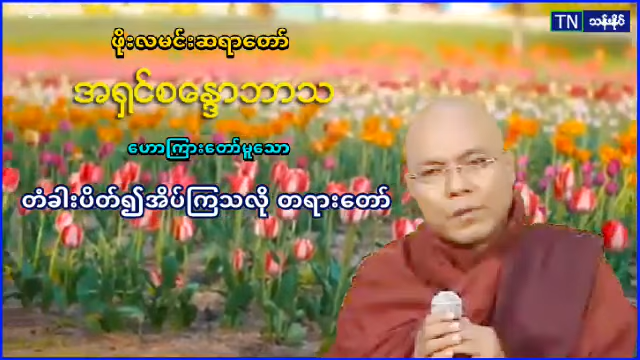 TN သန်းနိုင်
ဖိုးလမင်းဆရာတော်
အရှင်စန္ဒောဘာသ
ဟောကြားတော်မူသော
တံခါးပိတ်၍အိပ်ကြသလို တရားတော်